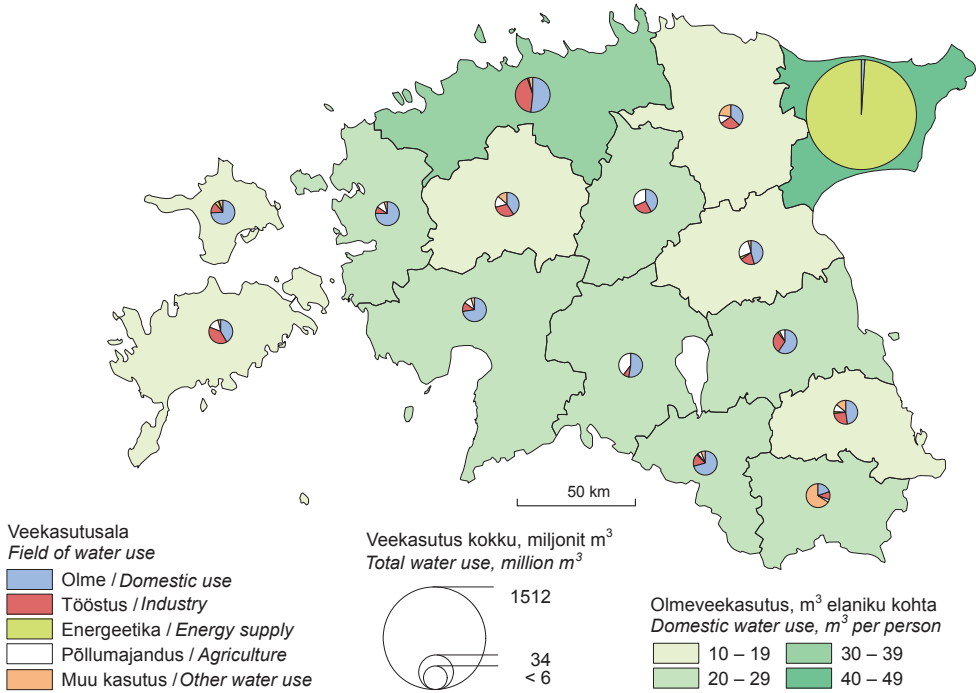 50 km
Veekasutusala
Field of water use
Olme / Domestic use
Tööstus / Industry
Energeetika / Energy supply
Põllumajandus / Agriculture
Muu kasutus / Other water use
Veekasutus kokku, miljonit m³
Total water use, million m³
1512
34
< 6
Olmeveekasutus, m³ elaniku kohta
Domestic water use, m³ per person
10 – 19
30 – 39
20 – 29
40 – 49